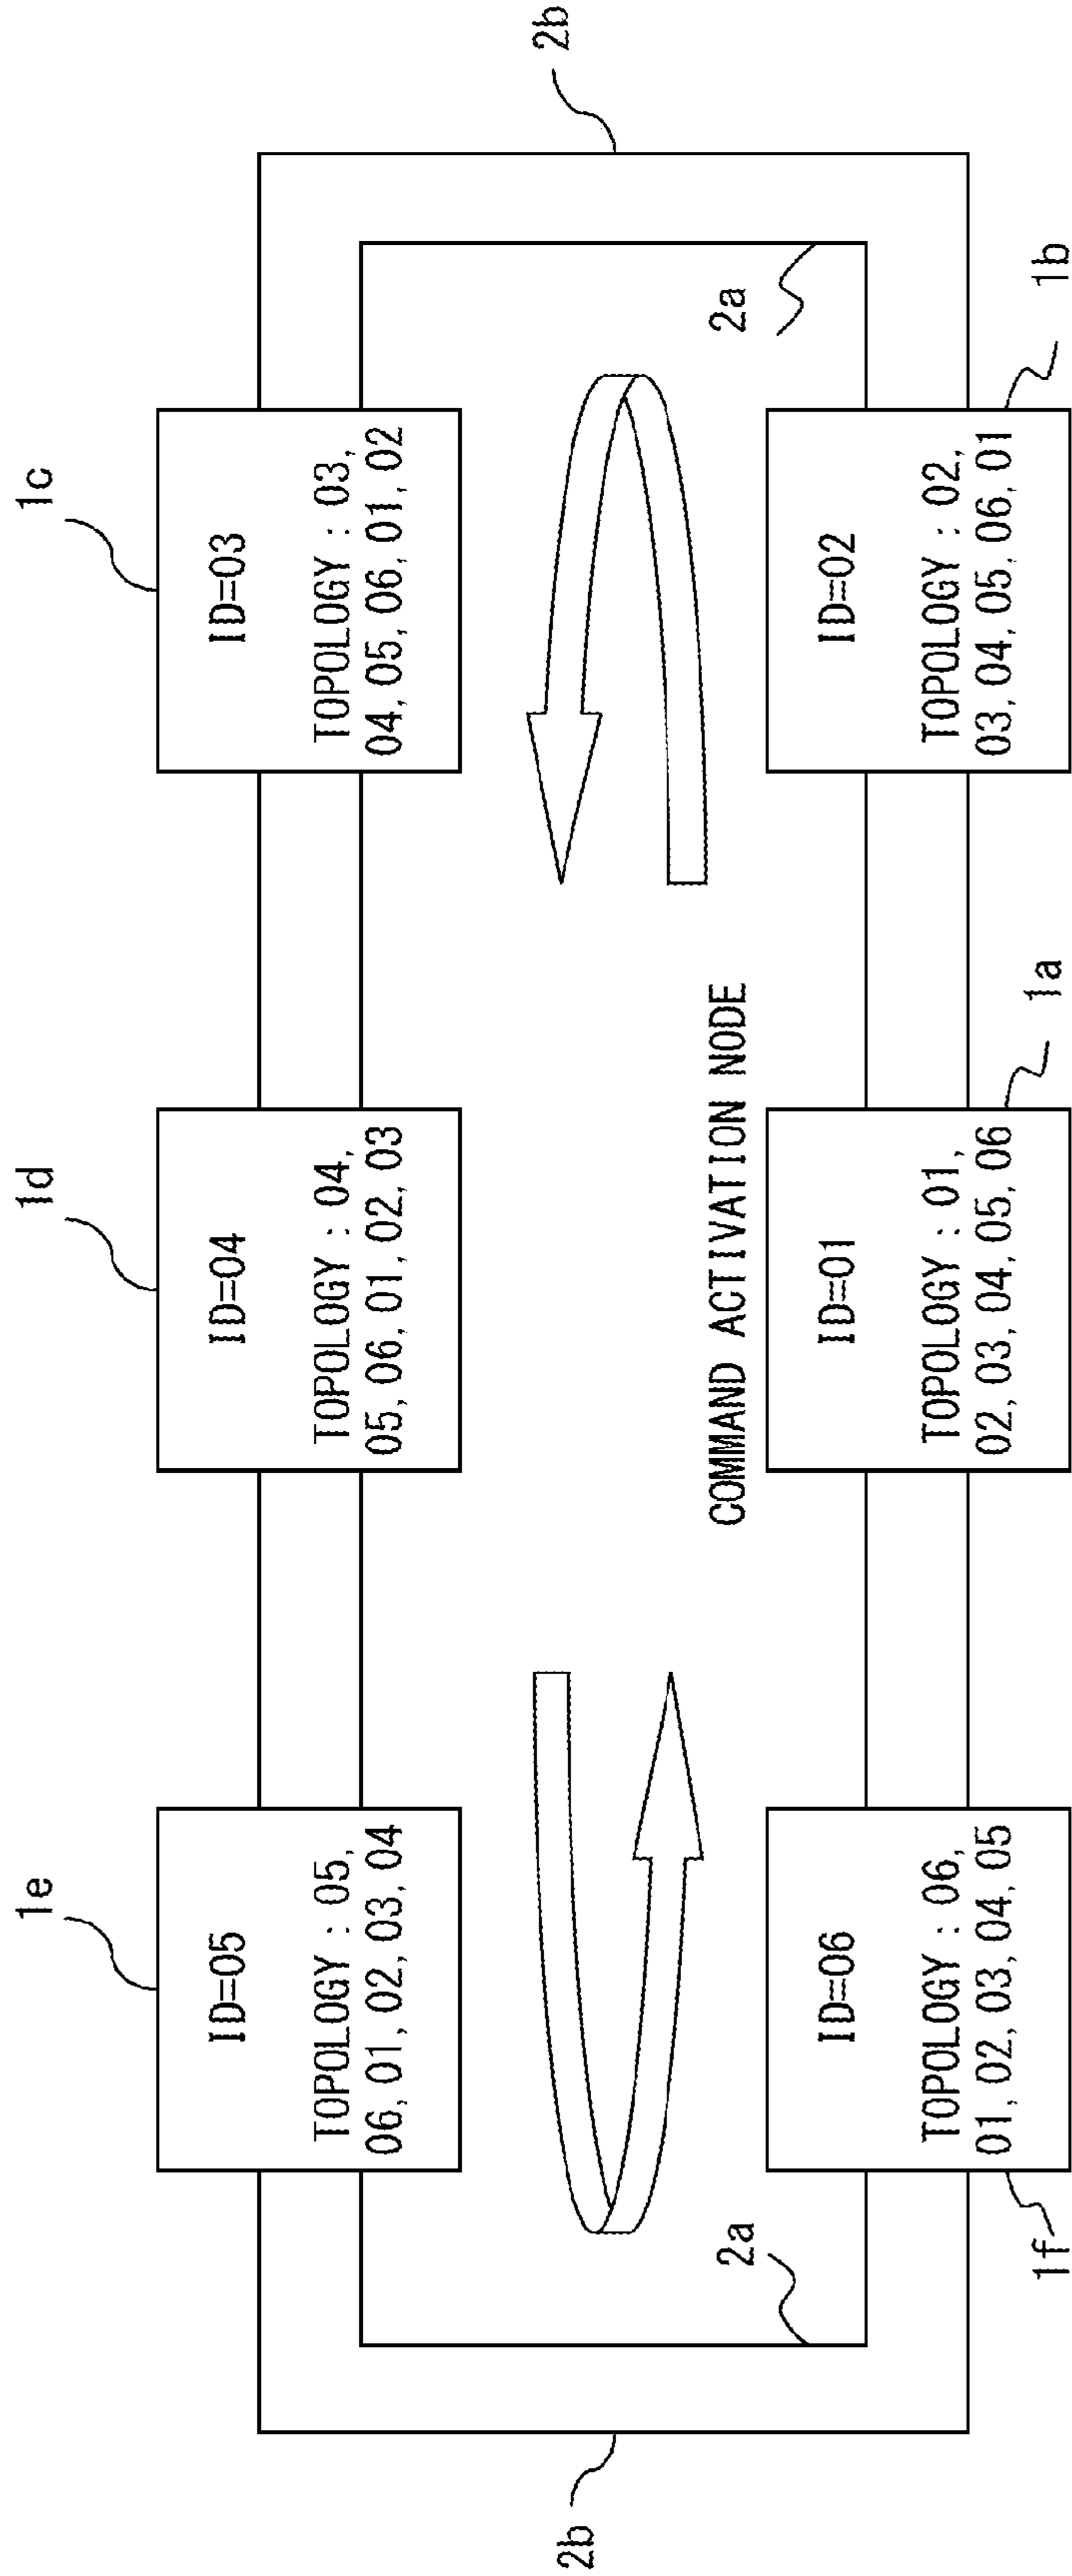 1e
1d
1c
ID=05
TOPOLOGY : 05,
06, 01, 02, 03, 04
ID=04
TOPOLOGY : 04,
05, 06, 01, 02, 03
ID=03
TOPOLOGY : 03,
04, 05, 06, 01, 02
2b
2b
2a
2a
COMMAND ACTIVATION NODE
ID=06
TOPOLOGY : 06,
01, 02, 03, 04, 05
ID=01
TOPOLOGY : 01,
02, 03, 04, 05, 06
ID=02
TOPOLOGY : 02,
03, 04, 05, 06, 01
1f
1a
1b